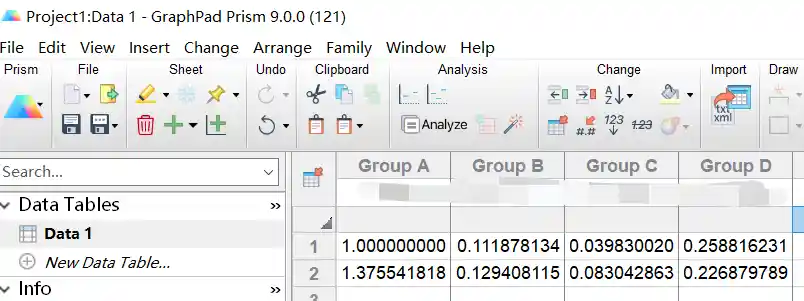 Project1:Data 1 - GraphPad Prism 9.0.0 (121)
File Edit View Insert Change Arrange Family Window Help
Prism File Sheet Undo Clipboard Analysis Change Import Draw
Analyze
A Z
#.# 123 123
txt
xml
Search...
Group A Group B Group C Group D
Data Tables
Data 1
New Data Table...
Info
1 1.000000000 0.111878134 0.039830020 0.258816231
2 1.375541818 0.129408115 0.083042863 0.226879789
3